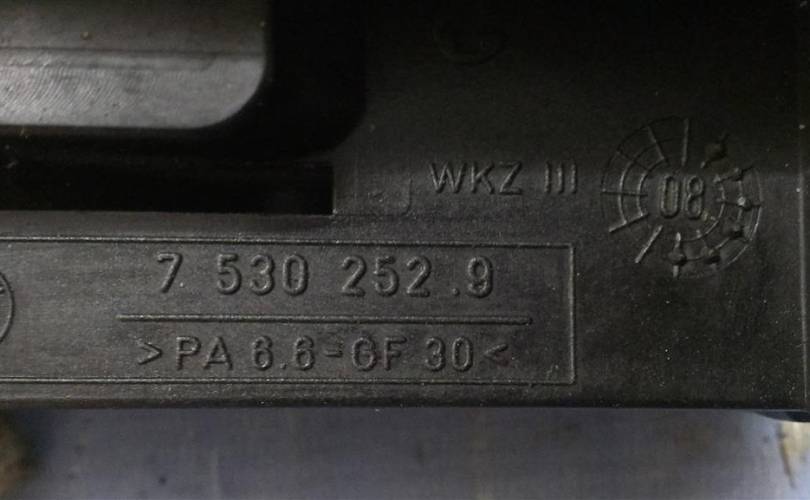 WKZ III
08
7 530 252.9
>PA 6.6-GF 30<